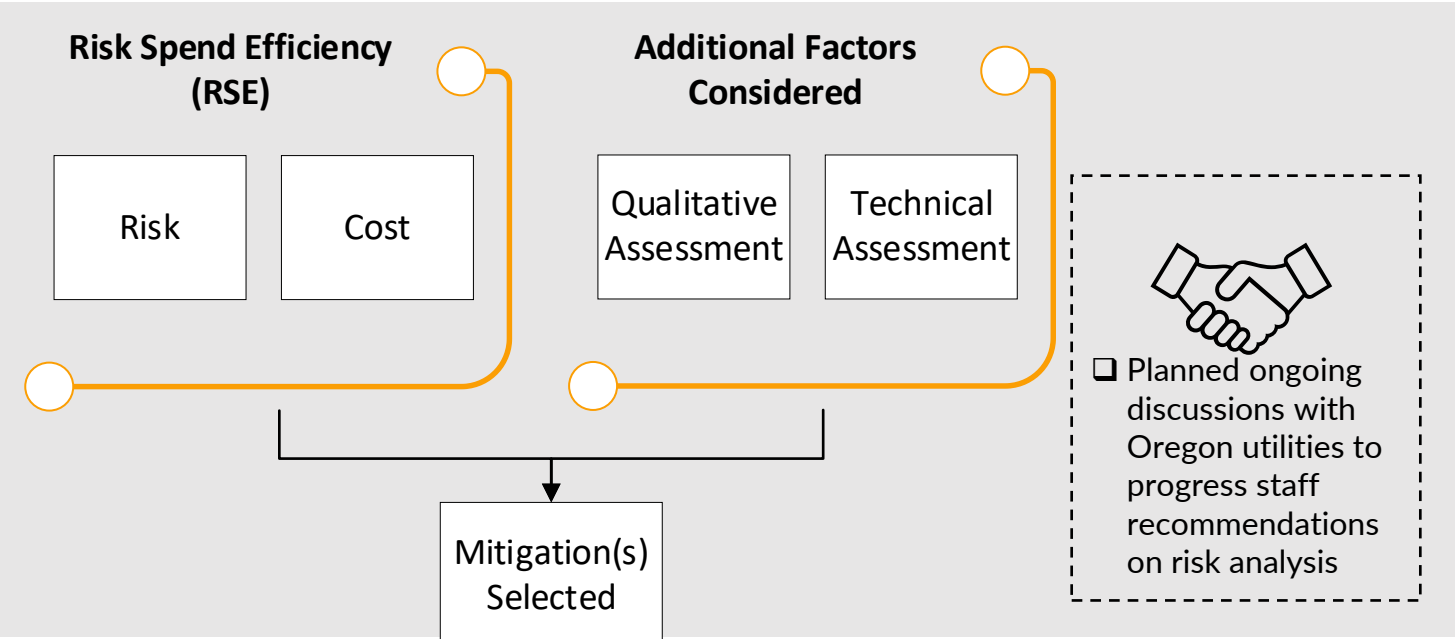 Risk Spend Efficiency
(RSE)
Additional Factors
Considered
Risk
Cost
Qualitative
Assessment
Technical
Assessment
Mitigation(s)
Selected
❑ Planned ongoing
discussions with
Oregon utilities to
progress staff
recommendations
on risk analysis